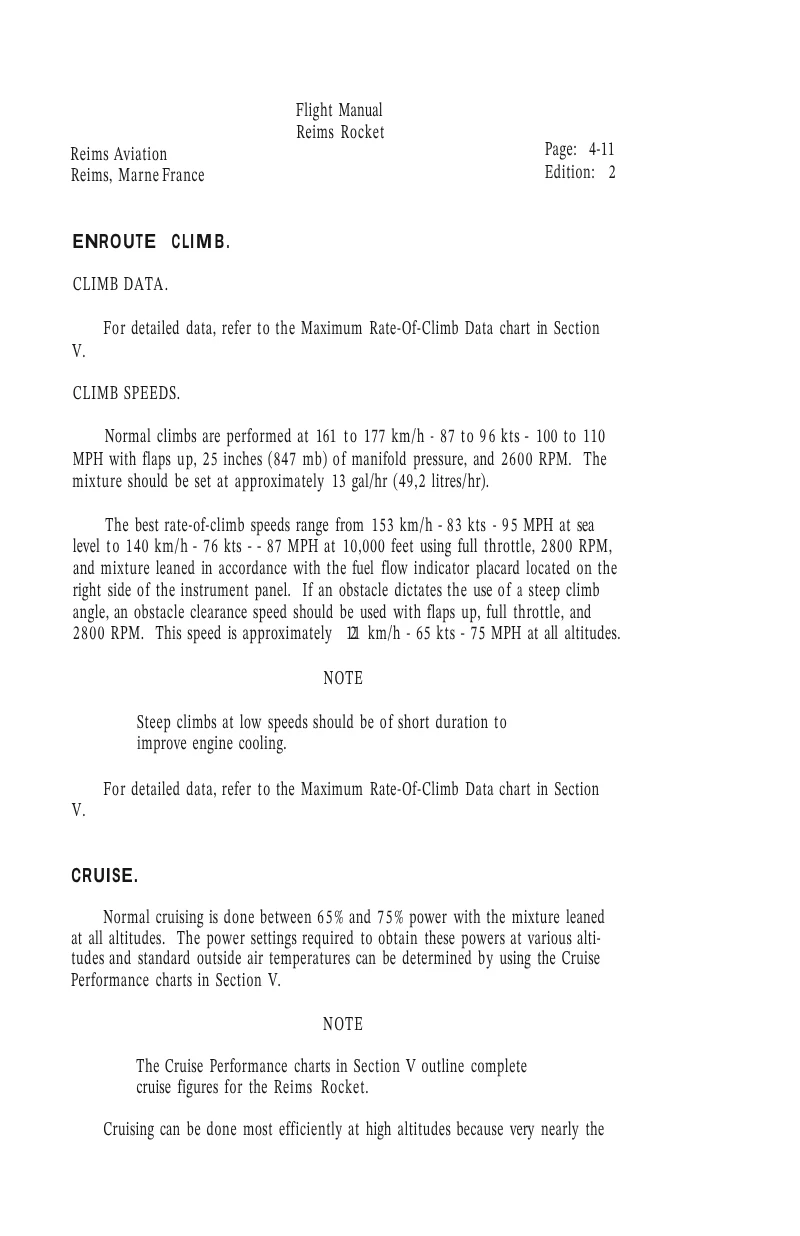 Flight Manual
Reims Rocket
Reims Aviation
Reims, Marne France
Page: 4-11
Edition: 2
ENROUTE CLIMB.
CLIMB DATA.
For detailed data, refer to the Maximum Rate-Of-Climb Data chart in Section
V.
CLIMB SPEEDS.
Normal climbs are performed at 161 to 177 km/h - 87 to 96 kts - 100 to 110
MPH with flaps up, 25 inches (847 mb) of manifold pressure, and 2600 RPM. The
mixture should be set at approximately 13 gal/hr (49,2 litres/hr).
The best rate-of-climb speeds range from 153 km/h - 83 kts - 95 MPH at sea
level to 140 km/h - 76 kts - - 87 MPH at 10,000 feet using full throttle, 2800 RPM,
and mixture leaned in accordance with the fuel flow indicator placard located on the
right side of the instrument panel. If an obstacle dictates the use of a steep climb
angle, an obstacle clearance speed should be used with flaps up, full throttle, and
2800 RPM. This speed is approximately 121 km/h - 65 kts - 75 MPH at all altitudes.
NOTE
Steep climbs at low speeds should be of short duration to
improve engine cooling.
For detailed data, refer to the Maximum Rate-Of-Climb Data chart in Section
V.
CRUISE.
Normal cruising is done between 65% and 75% power with the mixture leaned
at all altitudes. The power settings required to obtain these powers at various alti-
tudes and standard outside air temperatures can be determined by using the Cruise
Performance charts in Section V.
NOTE
The Cruise Performance charts in Section V outline complete
cruise figures for the Reims Rocket.
Cruising can be done most efficiently at high altitudes because very nearly the